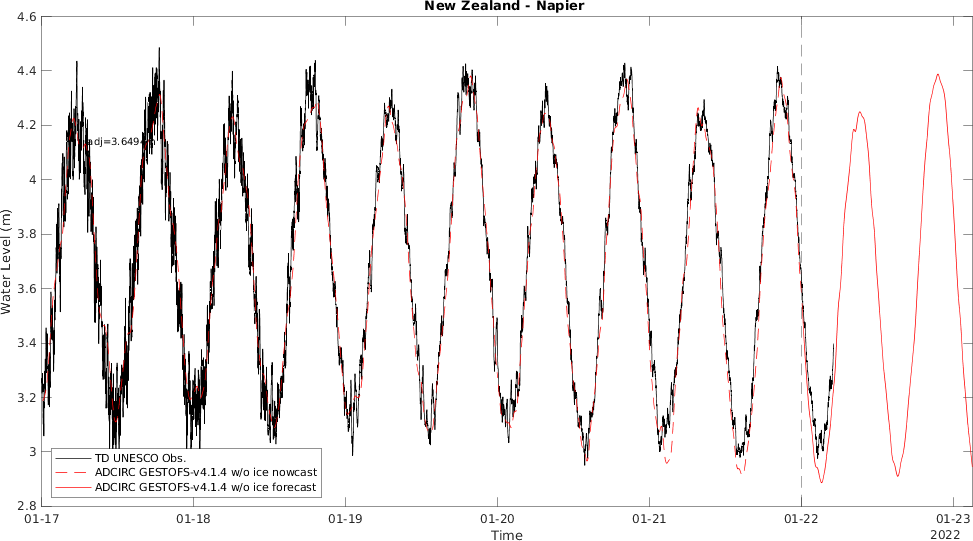 New Zealand - Napier
4.6
4.4
4.2
4
3.8
3.6
3.4
3.2
3
2.8
Water Level (m)
adj=3.649
TD UNESCO Obs.
ADCIRC GESTOFS-v4.1.4 w/o ice nowcast
ADCIRC GESTOFS-v4.1.4 w/o ice forecast
01-17
01-18
01-19
01-20
01-21
01-22
01-23
Time
2022